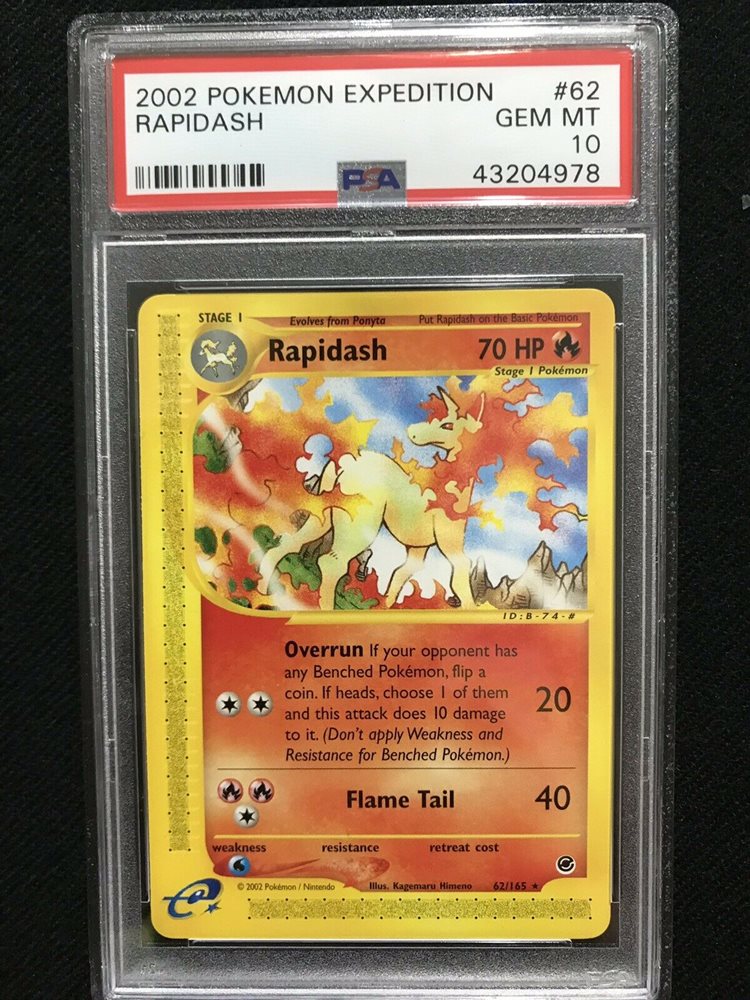 2002 POKEMON EXPEDITION #62
RAPIDASH GEM MT
10
PSA 43204978
STAGE 1 Evolves from Ponyta Put Rapidash on the Basic Pokémon
Rapidash 70 HP
Stage 1 Pokémon
ID:B-74-#
Overrun If your opponent has
any Benched Pokémon, flip a
coin. If heads, choose 1 of them
and this attack does 10 damage
to it. (Don't apply Weakness and
Resistance for Benched Pokémon.)
20
Flame Tail 40
weakness resistance retreat cost
© 2002 Pokémon / Nintendo Illus. Kagemaru Himeno 62/165 ★
e